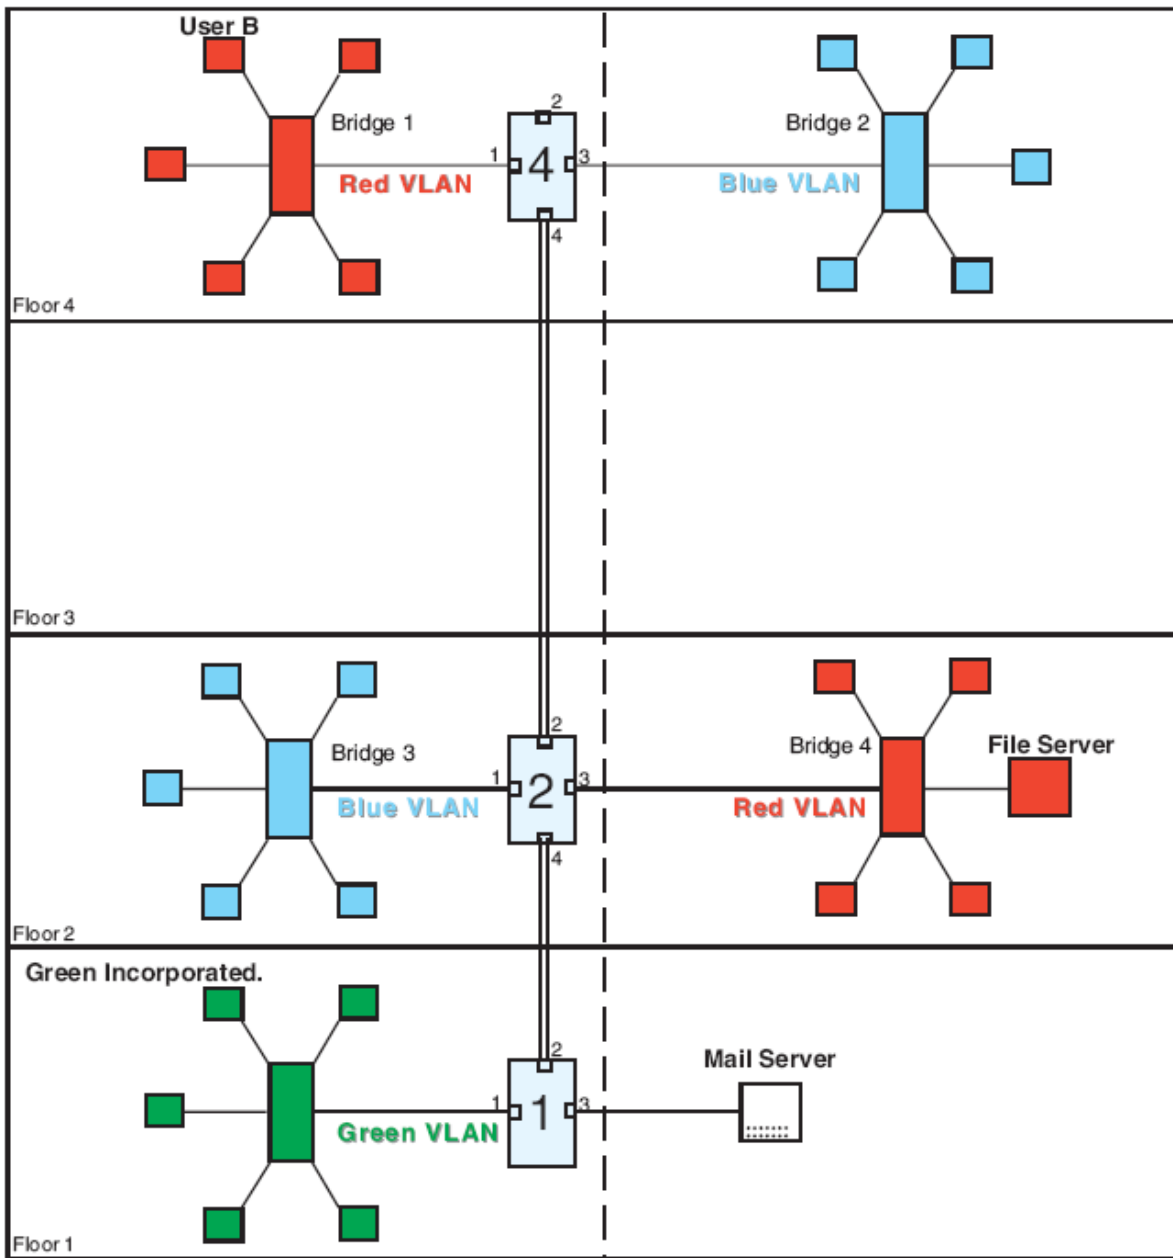 User B
Bridge 1
Bridge 2
2
1
4
3
4
Red VLAN
Blue VLAN
Floor 4
Floor 3
Bridge 3
Bridge 4
File Server
2
1
2
3
4
Blue VLAN
Red VLAN
Floor 2
Green Incorporated.
Mail Server
2
1
1
3
Green VLAN
Floor 1